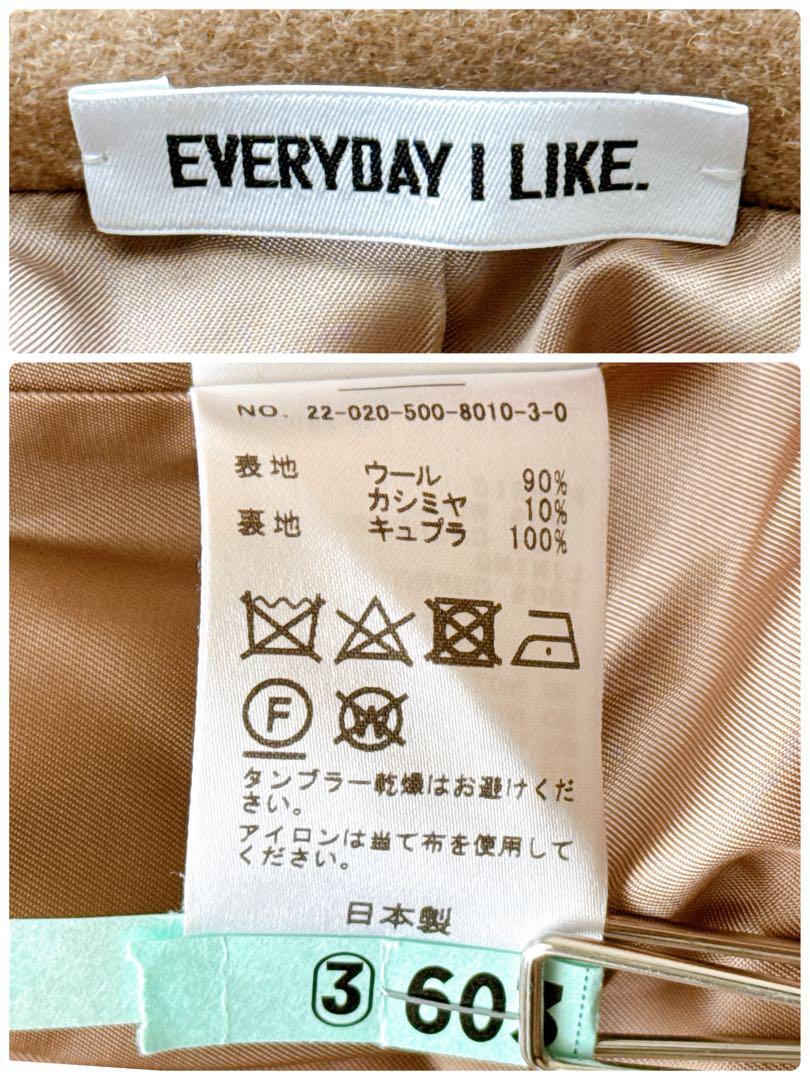 EVERYDAY I LIKE.
NO. 22-020-500-8010-3-0
表地 ウール 90%
カシミヤ 10%
裏地 キュプラ 100%
F W
タンブラー乾燥はお避けくだ
さい。
アイロンは当て布を使用して
ください。
日本製
③ 603